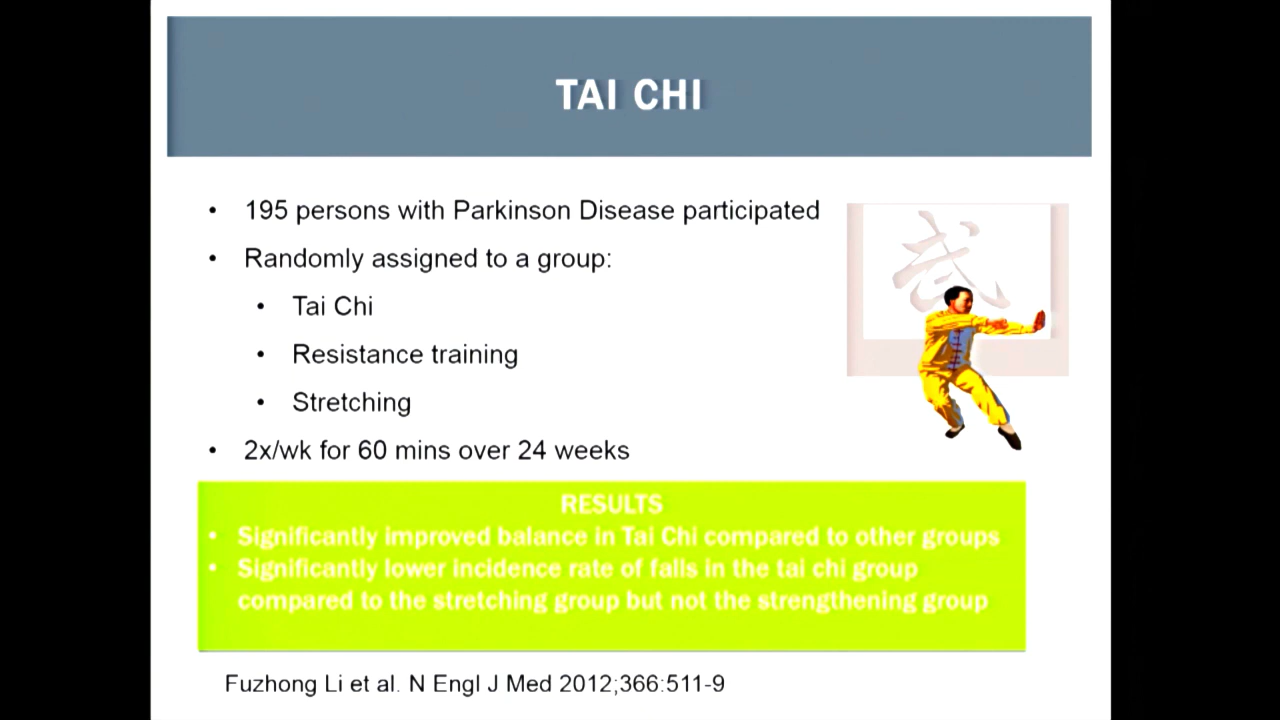 TAI CHI
• 195 persons with Parkinson Disease participated
• Randomly assigned to a group:
• Tai Chi
• Resistance training
• Stretching
• 2x/wk for 60 mins over 24 weeks
武
RESULTS
• Significantly improved balance in Tai Chi compared to other groups
• Significantly lower incidence rate of falls in the tai chi group
compared to the stretching group but not the strengthening group
Fuzhong Li et al. N Engl J Med 2012;366:511-9